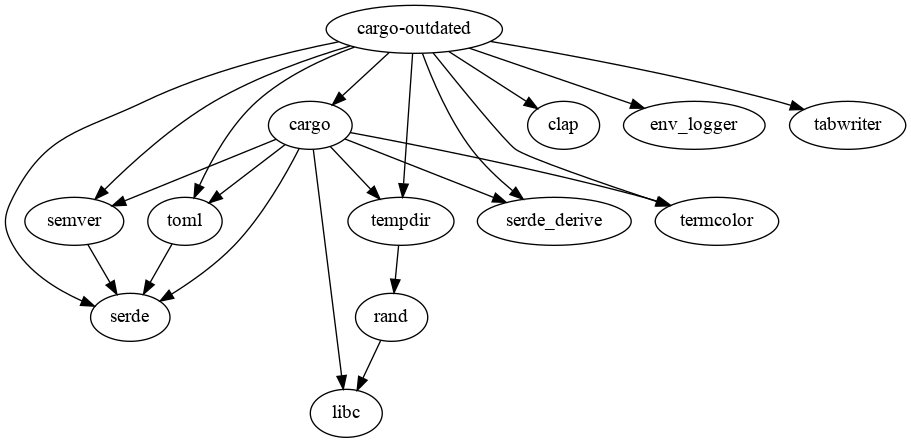 cargo-outdated
cargo
clap
env_logger
tabwriter
semver
toml
tempdir
serde_derive
termcolor
serde
rand
libc